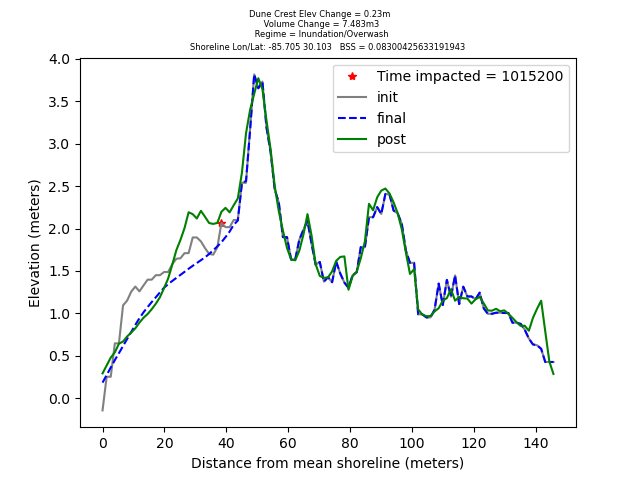 Dune Crest Elev Change = 0.23m
Volume Change = 7.483m3
Regime = Inundation/Overwash
Shoreline Lon/Lat: -85.705 30.103   BSS = 0.08300425633191943
Time impacted = 1015200
init
final
post
Elevation (meters)
4.0
3.5
3.0
2.5
2.0
1.5
1.0
0.5
0.0
0 20 40 60 80 100 120 140
Distance from mean shoreline (meters)